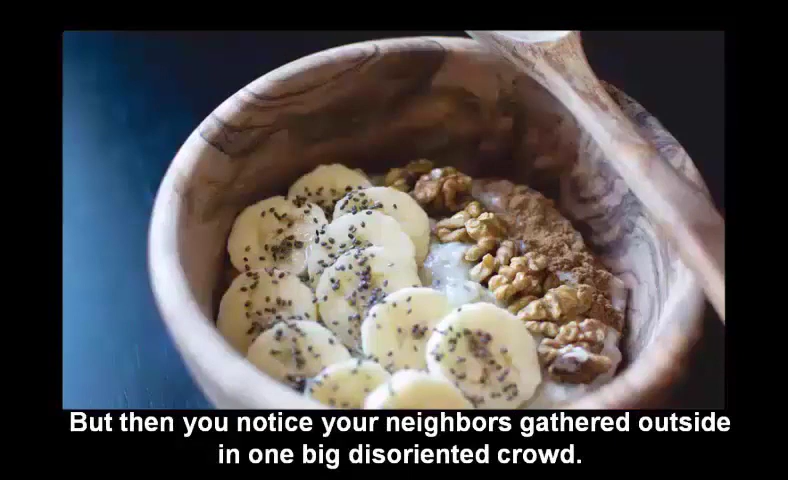 But then you notice your neighbors gathered outside
in one big disoriented crowd.